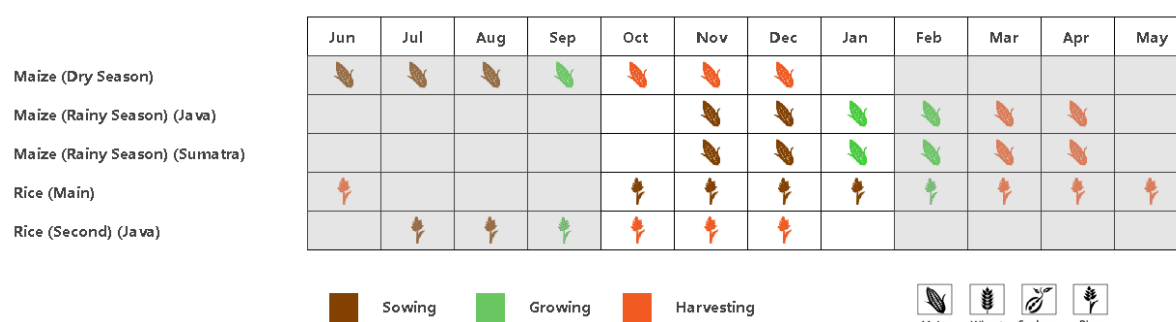 Jun Jul Aug Sep Oct Nov Dec Jan Feb Mar Apr May
Maize (Dry Season)
Maize (Rainy Season) (Java)
Maize (Rainy Season) (Sumatra)
Rice (Main)
Rice (Second) (Java)
Sowing Growing Harvesting